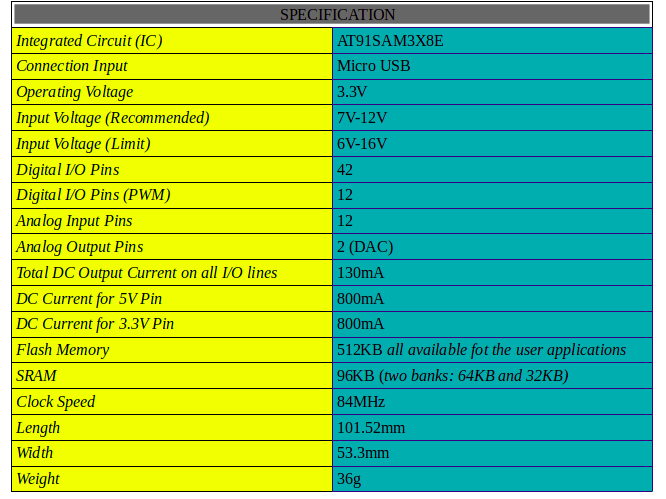 SPECIFICATION
Integrated Circuit (IC) AT91SAM3X8E
Connection Input Micro USB
Operating Voltage 3.3V
Input Voltage (Recommended) 7V-12V
Input Voltage (Limit) 6V-16V
Digital I/O Pins 42
Digital I/O Pins (PWM) 12
Analog Input Pins 12
Analog Output Pins 2 (DAC)
Total DC Output Current on all I/O lines 130mA
DC Current for 5V Pin 800mA
DC Current for 3.3V Pin 800mA
Flash Memory 512KB all available fot the user applications
SRAM 96KB (two banks: 64KB and 32KB)
Clock Speed 84MHz
Length 101.52mm
Width 53.3mm
Weight 36g